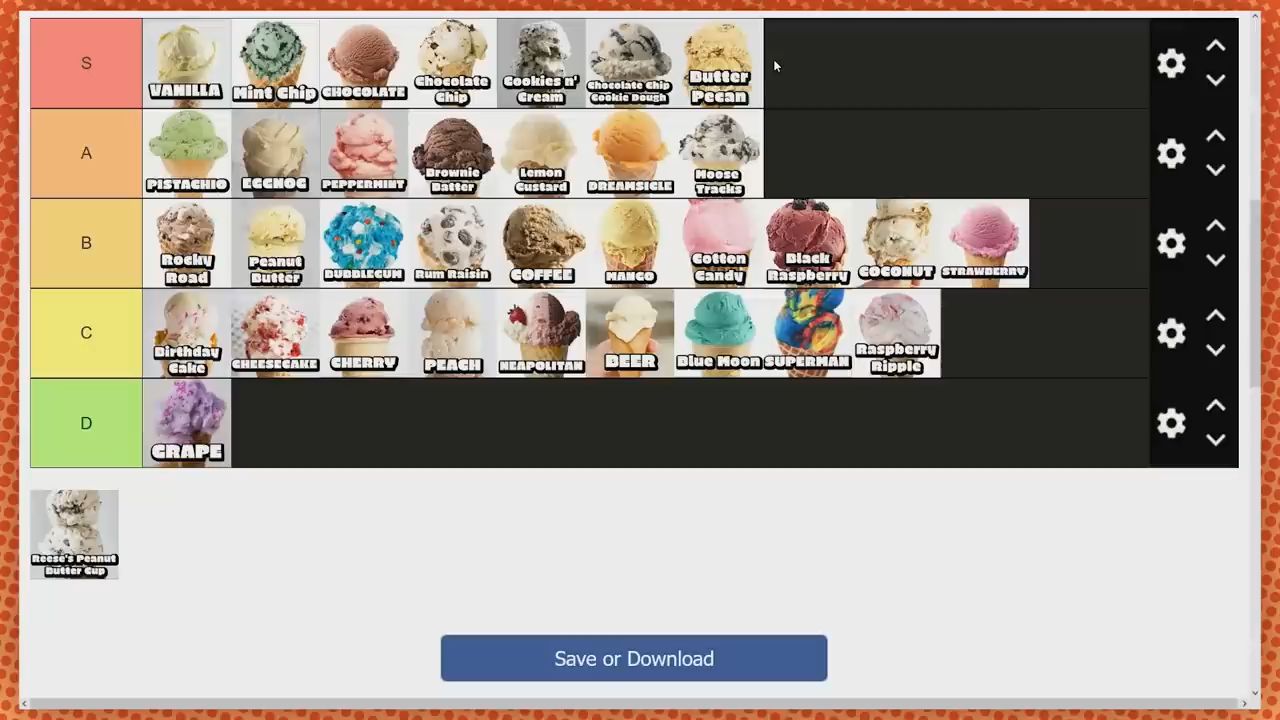 S
VANILLA
Mint Chip
CHOCOLATE
Chocolate
Chip
Cookies n'
Cream
Chocolate Chip
Cookie Dough
Butter
Pecan
A
PISTACHIO
EGGNOG
PEPPERMINT
Brownie
Batter
Lemon
Custard
DREAMSICLE
Moose
Tracks
B
Rocky
Road
Peanut
Butter
BUBBLEGUM
Rum Raisin
COFFEE
MANGO
Cotton
Candy
Black
Raspberry
COCONUT
STRAWBERRY
C
Birthday
Cake
CHEESECAKE
CHERRY
PEACH
NEAPOLITAN
BEER
Blue Moon
SUPERMAN
Raspberry
Ripple
D
GRAPE
Reese's Peanut
Butter Cup
Save or Download